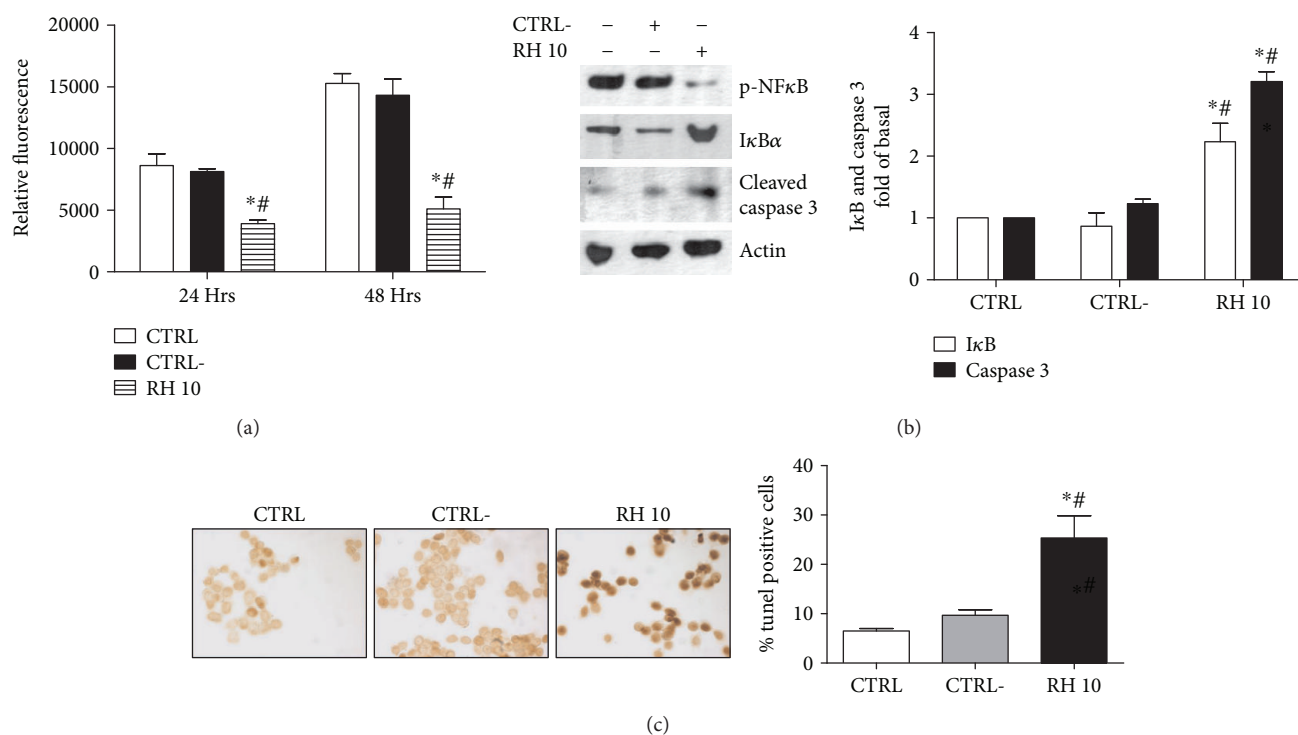 20000
15000
10000
5000
0
Relative fluorescence
*#
*#
24 Hrs
48 Hrs
CTRL
CTRL-
RH 10
(a)
CTRL- − + −
RH 10 − − +
p-NFκB
IκBα
Cleaved
caspase 3
Actin
4
3
2
1
0
IκB and caspase 3
fold of basal
*#
*#
*
CTRL
CTRL-
RH 10
IκB
Caspase 3
(b)
CTRL
CTRL-
RH 10
40
30
20
10
0
% tunel positive cells
*#
*#
CTRL
CTRL-
RH 10
(c)